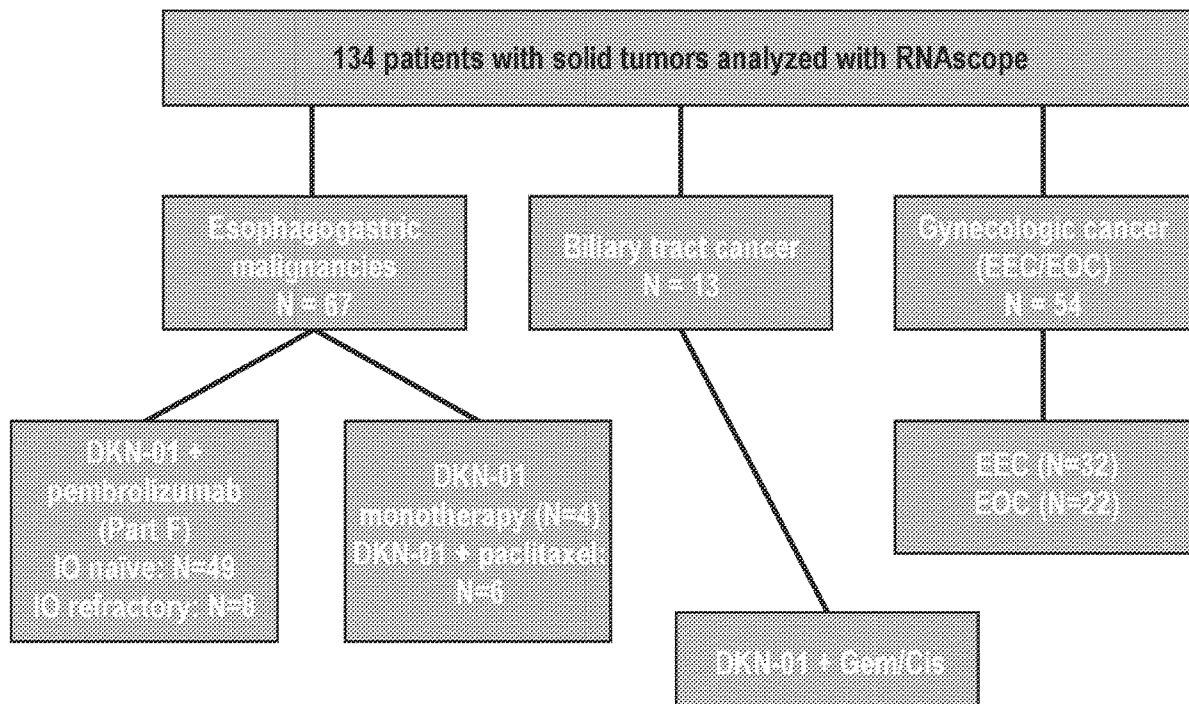 134 patients with solid tumors analyzed with RNAscope
Esophagogastric
malignancies
N = 67
Biliary tract cancer
N = 13
Gynecologic cancer
(EEC/EOC)
N = 54
DKN-01 +
pembrolizumab
(Part F)
IO naive: N=49
IO refractory: N=8
DKN-01
monotherapy (N=4)
DKN-01 + paclitaxel:
N=6
EEC (N=32)
EOC (N=22)
DKN-01 + Gem/Cis